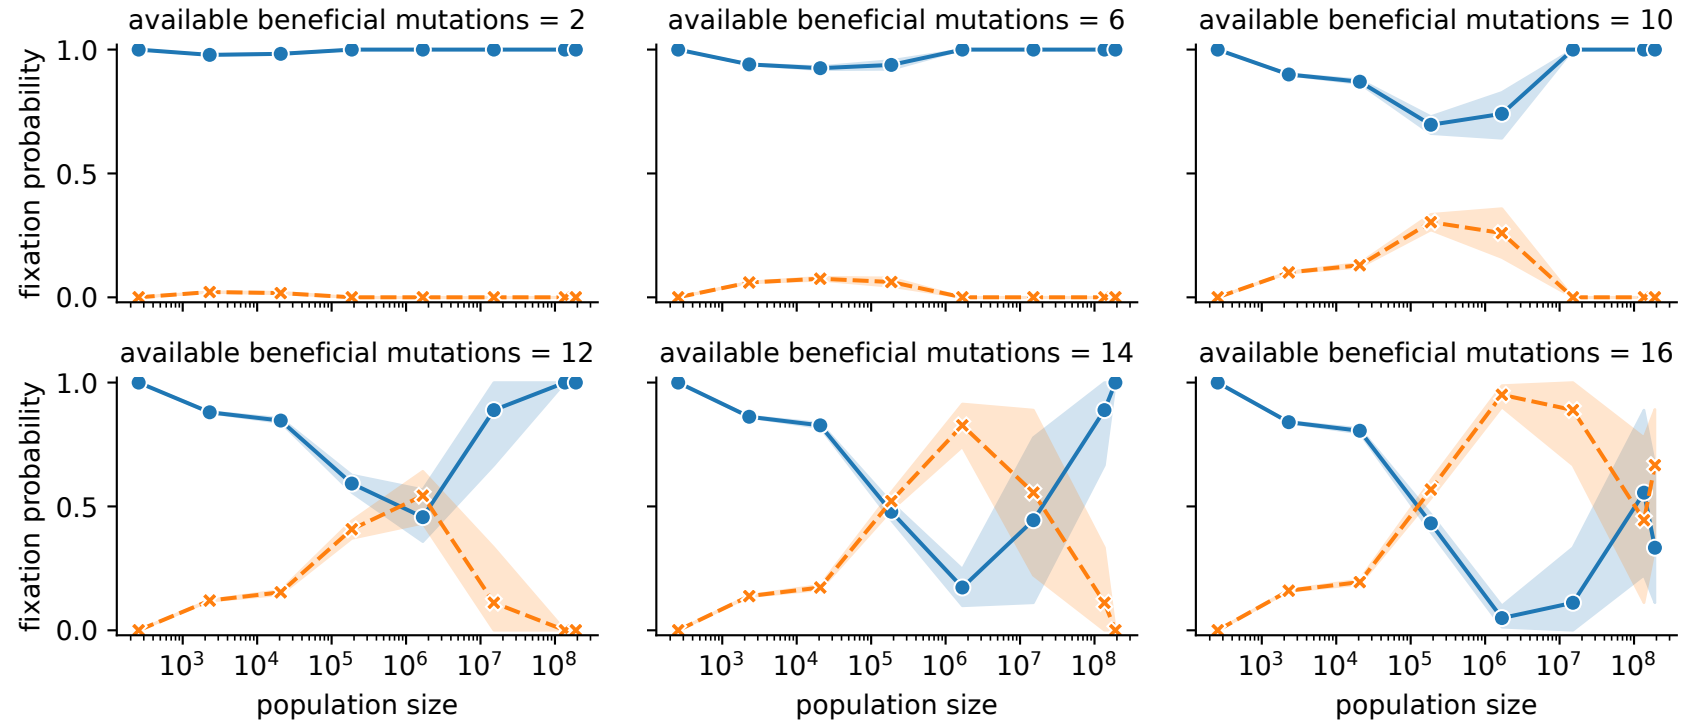 available beneficial mutations = 2
available beneficial mutations = 6
available beneficial mutations = 10
fixation probability
1.0
0.5
0.0
available beneficial mutations = 12
available beneficial mutations = 14
available beneficial mutations = 16
fixation probability
1.0
0.5
0.0
10³ 10⁴ 10⁵ 10⁶ 10⁷ 10⁸
10³ 10⁴ 10⁵ 10⁶ 10⁷ 10⁸
10³ 10⁴ 10⁵ 10⁶ 10⁷ 10⁸
population size
population size
population size